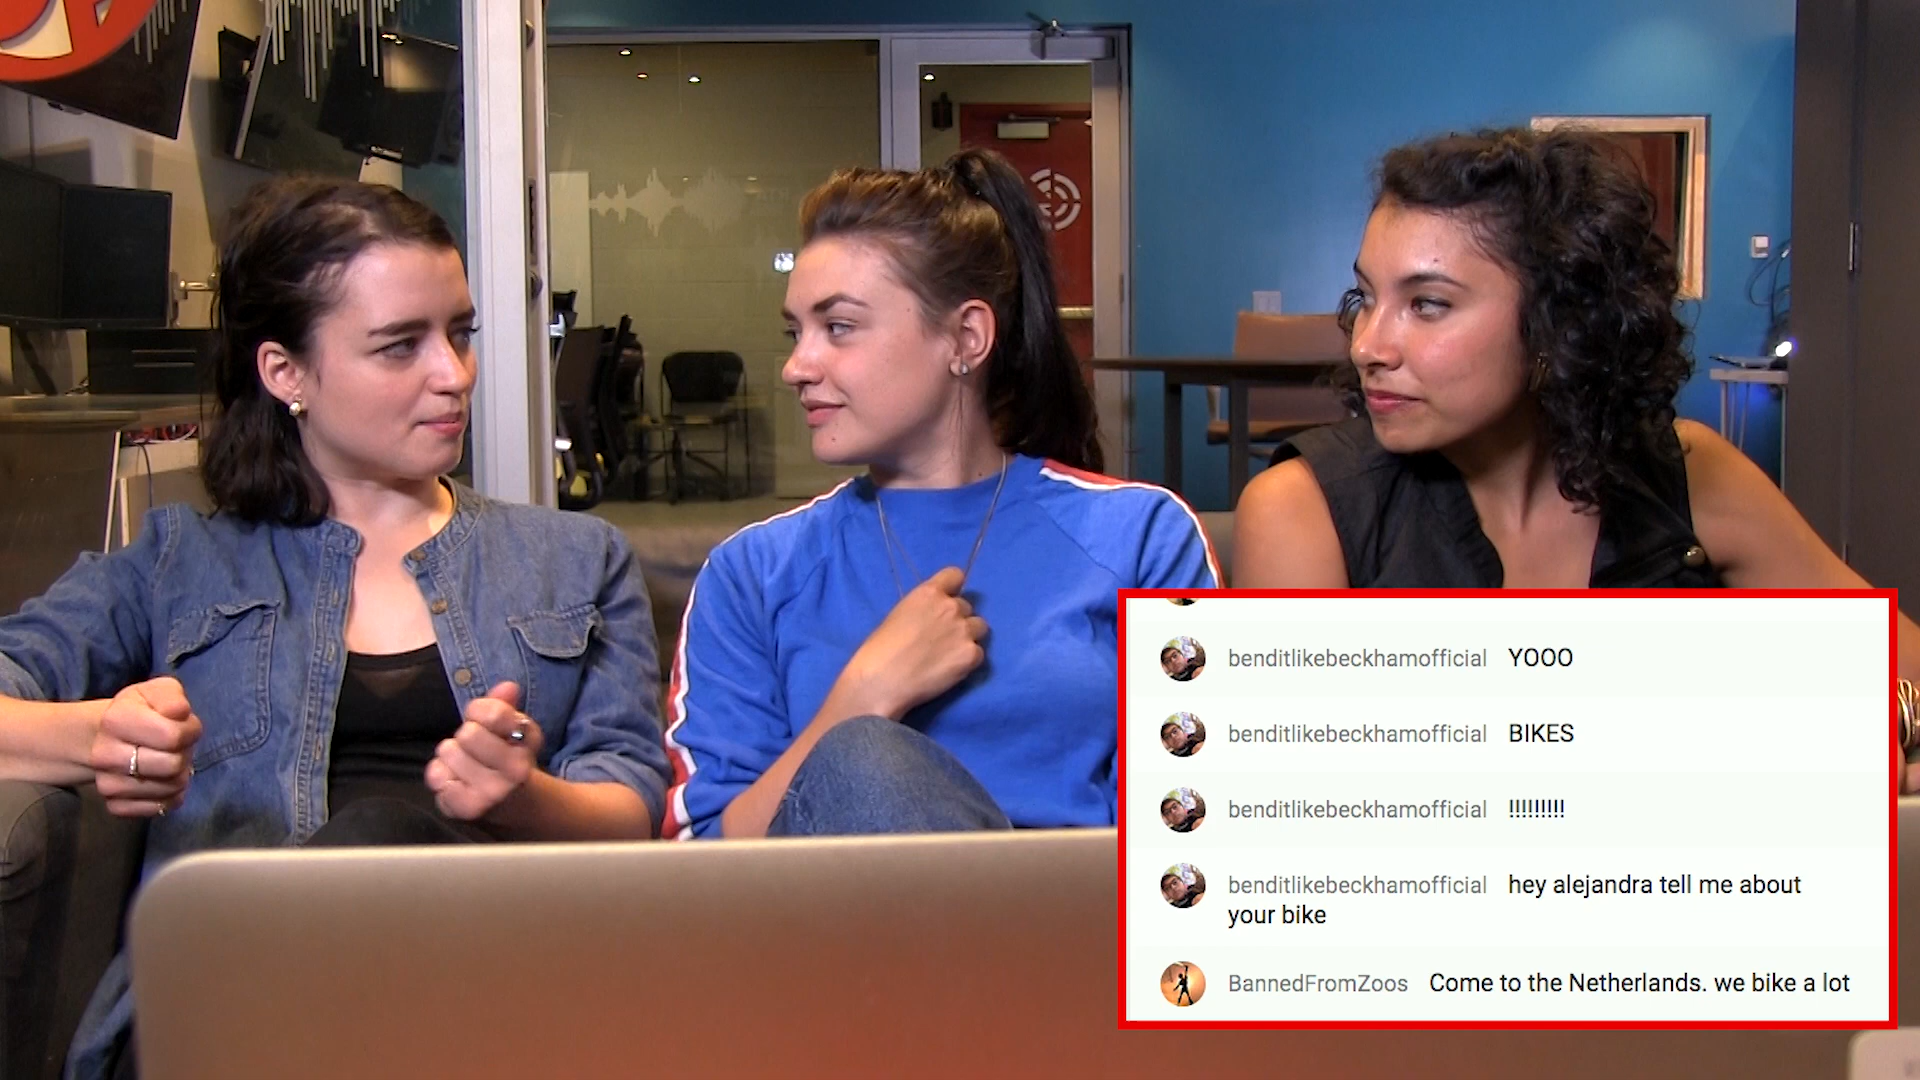 benditlikebeckhamofficial YOOO
benditlikebeckhamofficial BIKES
benditlikebeckhamofficial !!!!!!!!!
benditlikebeckhamofficial hey alejandra tell me about
your bike
BannedFromZoos Come to the Netherlands. we bike a lot